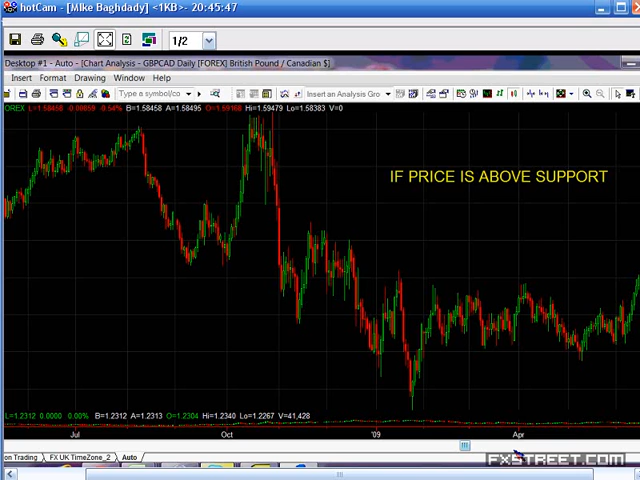 hotCam - [Mike Baghdady] <1KB>- 20:45:47
1/2
Desktop #1 - Auto - [Chart Analysis - GBPCAD Daily [FOREX] British Pound / Canadian $]
Insert Format Drawing Window Help
Type a symbol/co
Insert an Analysis Gro
OREX L=1.58458 -0.00859 0.54% B=1.58458 A=1.58495 O=1.59160 Hi=1.59479 Lo=1.58383 V=0
IF PRICE IS ABOVE SUPPORT
L=1.2312 0.0000 0.00% B=1.2312 A=1.2313 O=1.2304 Hi=1.2340 Lo=1.2267 V=41,428
Jul Oct '09 Apr
on Trading FX UK TimeZone_2 Auto
FXSTREET.COM